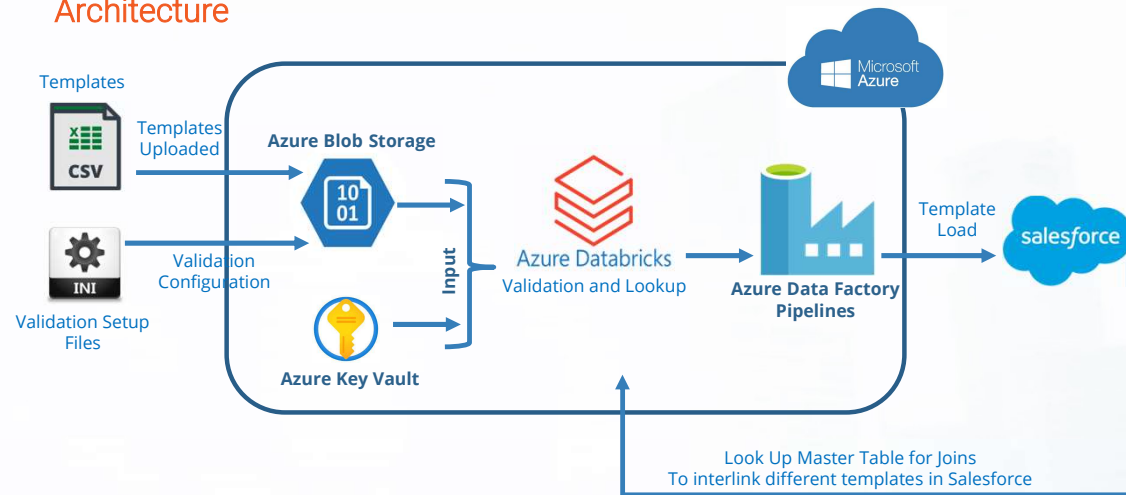 Architecture
Microsoft
Azure
Templates
CSV
Templates
Uploaded
Azure Blob Storage
10
01
INI
Validation
Configuration
Validation Setup
Files
Azure Key Vault
Input
Azure Databricks
Validation and Lookup
Azure Data Factory
Pipelines
Template
Load
salesforce
Look Up Master Table for Joins
To interlink different templates in Salesforce